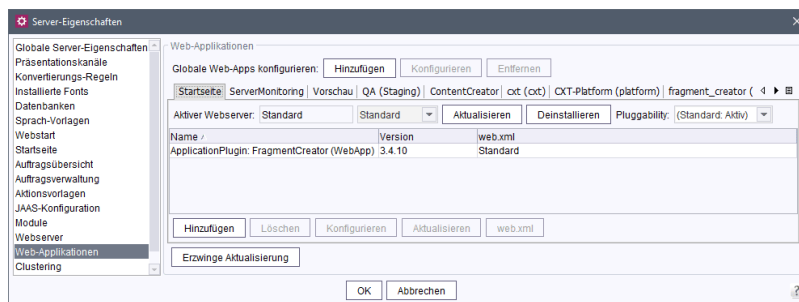 Server-Eigenschaften
Globale Server-Eigenschaften
Präsentationskanäle
Konvertierungs-Regeln
Installierte Fonts
Datenbanken
Sprach-Vorlagen
Webstart
Startseite
Auftragsübersicht
Auftragsverwaltung
Aktionsvorlagen
JAAS-Konfiguration
Module
Webserver
Web-Applikationen
Clustering
Web-Applikationen
Globale Web-Apps konfigurieren: Hinzufügen Konfigurieren Entfernen
Startseite ServerMonitoring Vorschau QA (Staging) ContentCreator cxt (cxt) CXT-Platform (platform) fragment_creator (
Aktiver Webserver: Standard Standard Aktualisieren Deinstallieren Pluggability: (Standard: Aktiv)
Name Version web.xml
ApplicationPlugin: FragmentCreator (WebApp) 3.4.10 Standard
Hinzufügen Löschen Konfigurieren Aktualisieren web.xml
Erzwinge Aktualisierung
OK Abbrechen
?